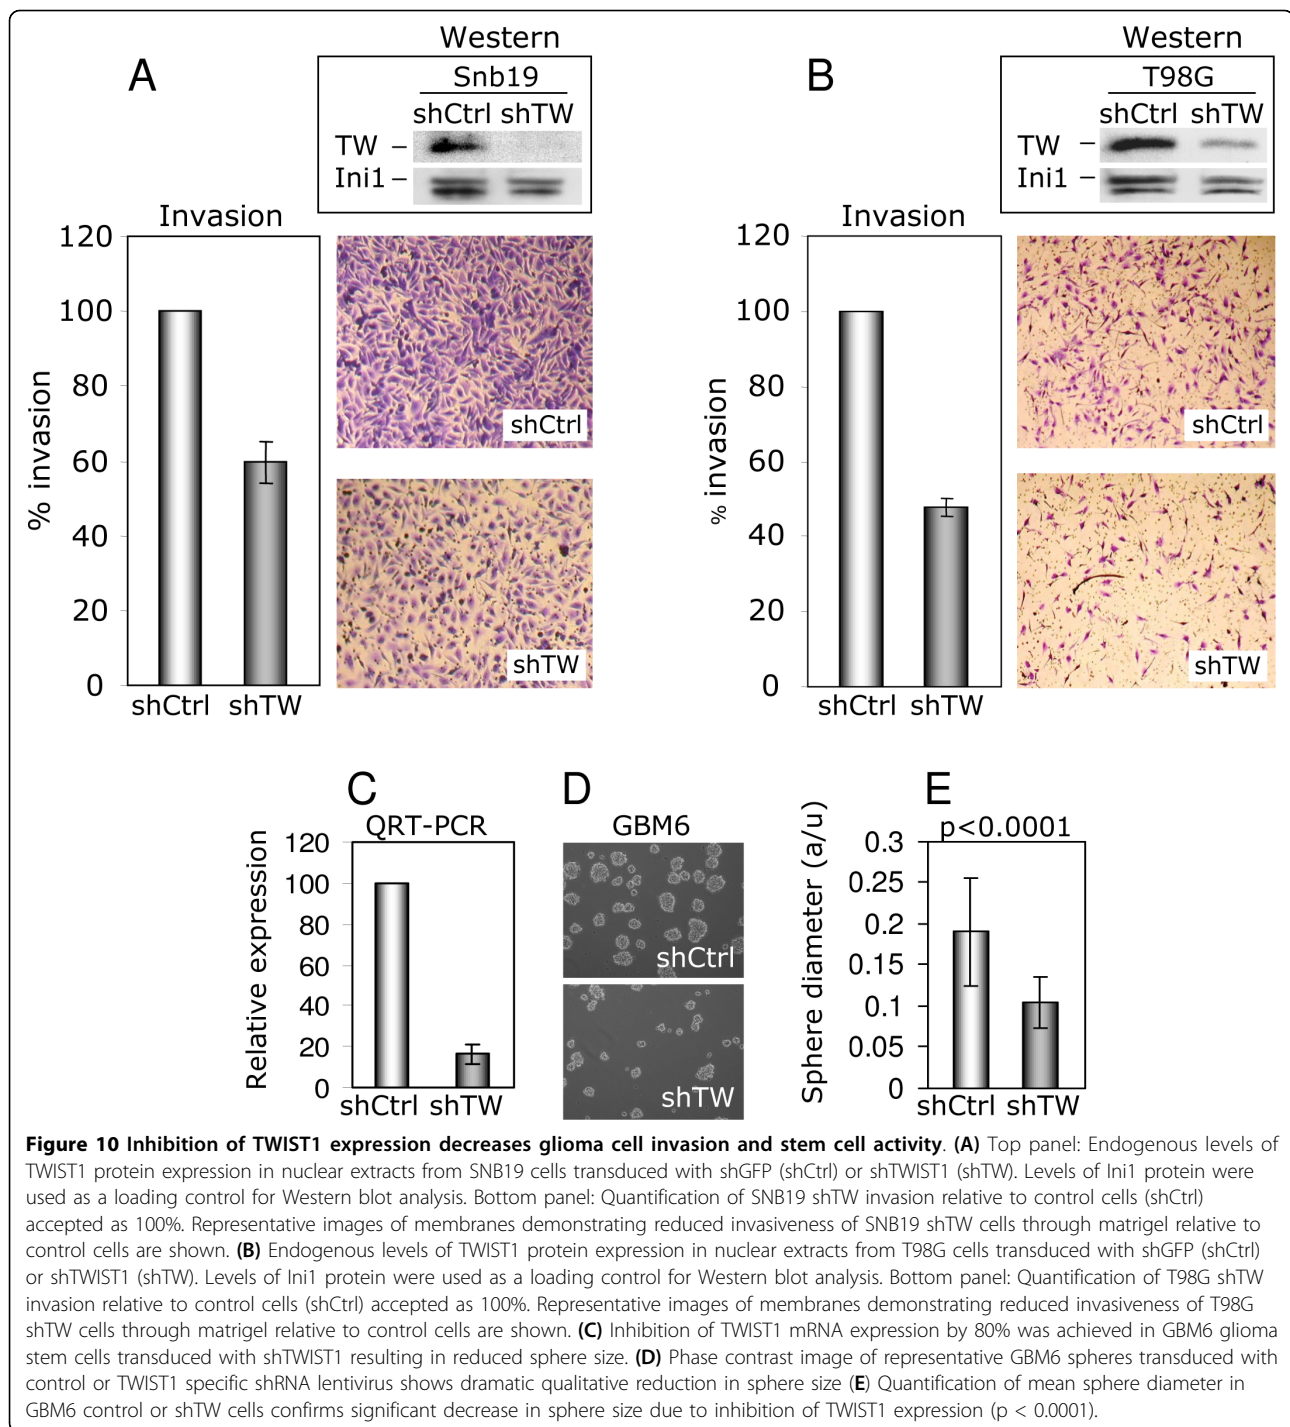 A
Western
Snb19
shCtrl shTW
TW –
Ini1 –
Invasion
120
100
80
60
40
20
0
% invasion
shCtrl shTW
shCtrl
shTW
B
Western
T98G
shCtrl shTW
TW –
Ini1 –
Invasion
120
100
80
60
40
20
0
% invasion
shCtrl shTW
shCtrl
shTW
C
QRT-PCR
120
100
80
60
40
20
0
Relative expression
shCtrl shTW
D
GBM6
shCtrl
shTW
E
p<0.0001
0.3
0.25
0.2
0.15
0.1
0.05
0
Sphere diameter (a/u)
shCtrl shTW
Figure 10 Inhibition of TWIST1 expression decreases glioma cell invasion and stem cell activity. (A) Top panel: Endogenous levels of
TWIST1 protein expression in nuclear extracts from SNB19 cells transduced with shGFP (shCtrl) or shTWIST1 (shTW). Levels of Ini1 protein were
used as a loading control for Western blot analysis. Bottom panel: Quantification of SNB19 shTW invasion relative to control cells (shCtrl)
accepted as 100%. Representative images of membranes demonstrating reduced invasiveness of SNB19 shTW cells through matrigel relative to
control cells are shown. (B) Endogenous levels of TWIST1 protein expression in nuclear extracts from T98G cells transduced with shGFP (shCtrl)
or shTWIST1 (shTW). Levels of Ini1 protein were used as a loading control for Western blot analysis. Bottom panel: Quantification of T98G shTW
invasion relative to control cells (shCtrl) accepted as 100%. Representative images of membranes demonstrating reduced invasiveness of T98G
shTW cells through matrigel relative to control cells are shown. (C) Inhibition of TWIST1 mRNA expression by 80% was achieved in GBM6 glioma
stem cells transduced with shTWIST1 resulting in reduced sphere size. (D) Phase contrast image of representative GBM6 spheres transduced with
control or TWIST1 specific shRNA lentivirus shows dramatic qualitative reduction in sphere size (E) Quantification of mean sphere diameter in
GBM6 control or shTW cells confirms significant decrease in sphere size due to inhibition of TWIST1 expression (p < 0.0001).